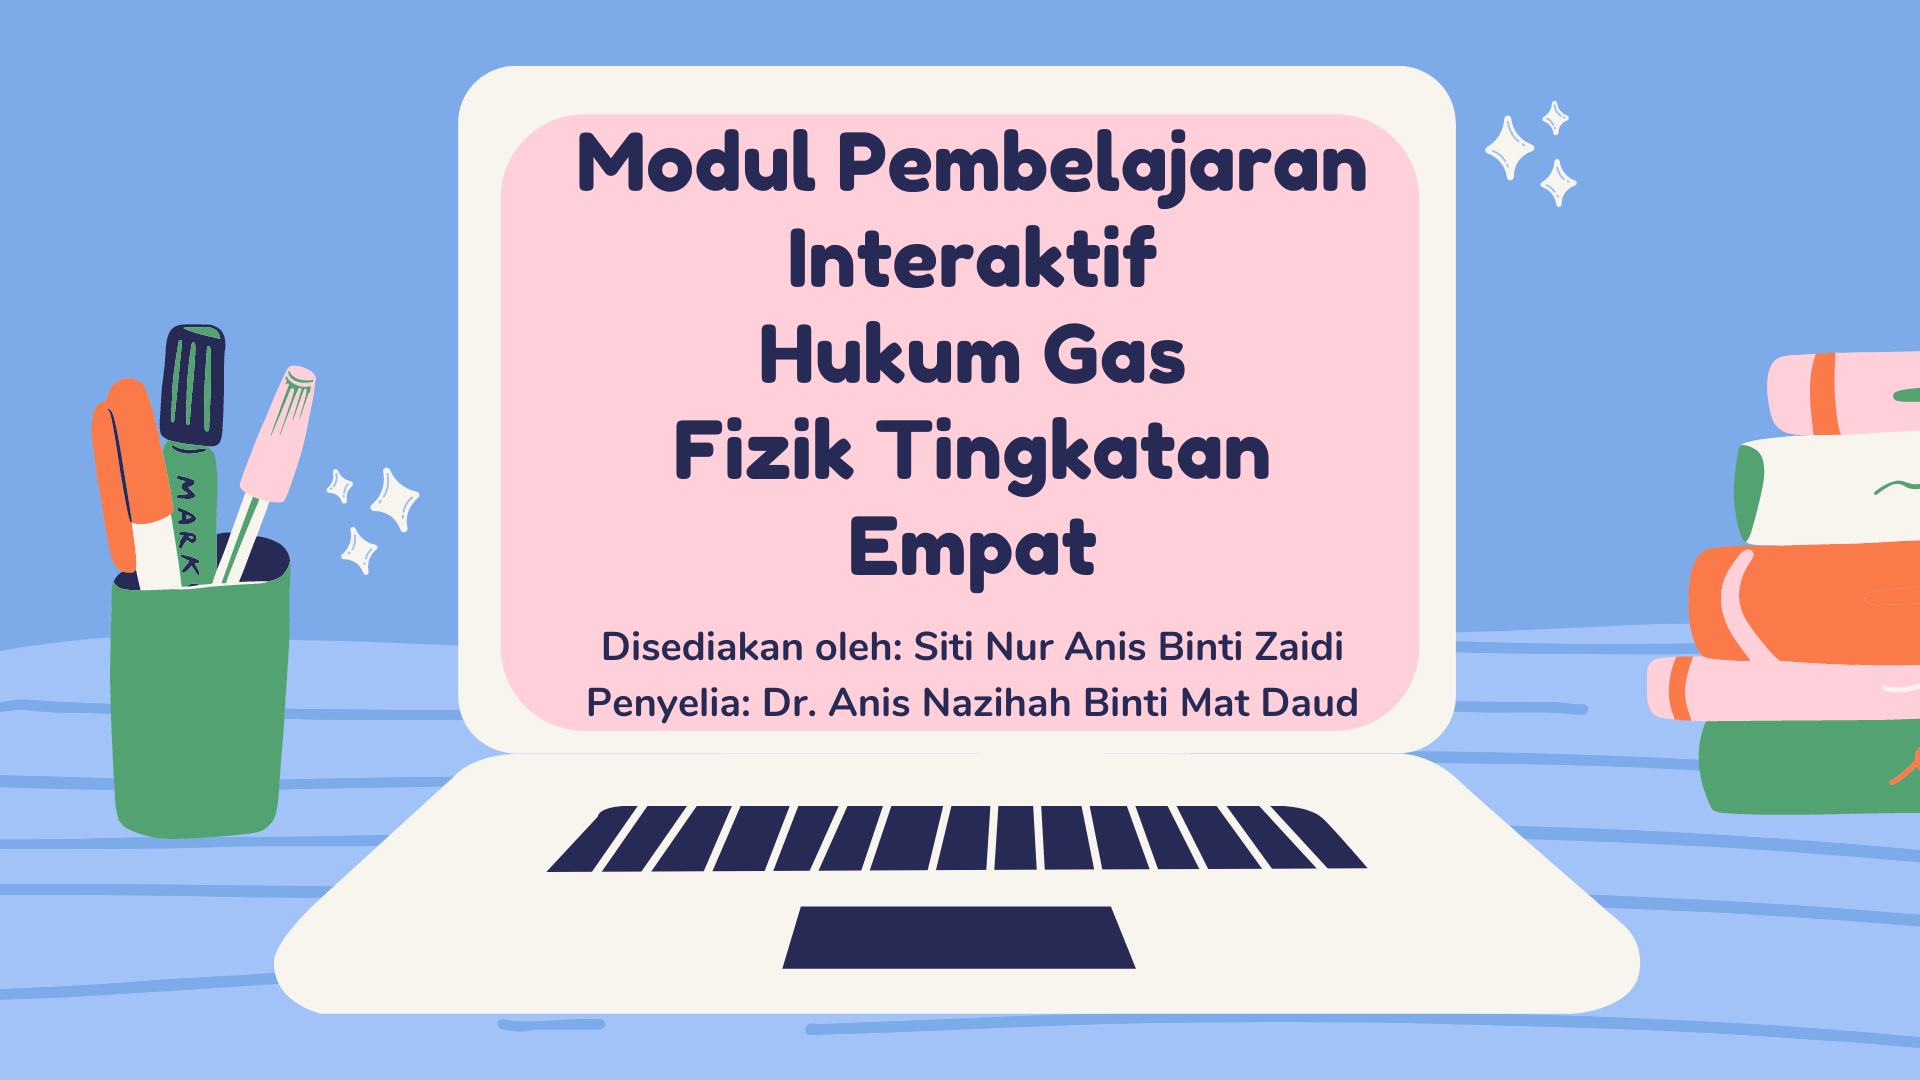 Modul Pembelajaran
Interaktif
Hukum Gas
Fizik Tingkatan
Empat
Disediakan oleh: Siti Nur Anis Binti Zaidi
Penyelia: Dr. Anis Nazihah Binti Mat Daud
MARK